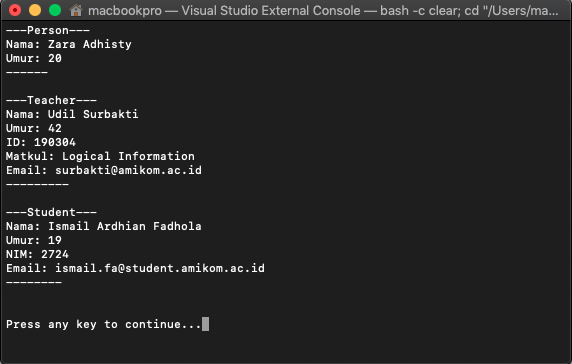 macbookpro — Visual Studio External Console — bash -c clear; cd "/Users/ma...
---Person---
Nama: Zara Adhisty
Umur: 20
------
---Teacher---
Nama: Udil Surbakti
Umur: 42
ID: 190304
Matkul: Logical Information
Email: surbakti@amikom.ac.id
---------
---Student---
Nama: Ismail Ardhian Fadhola
Umur: 19
NIM: 2724
Email: ismail.fa@student.amikom.ac.id
--------
Press any key to continue...